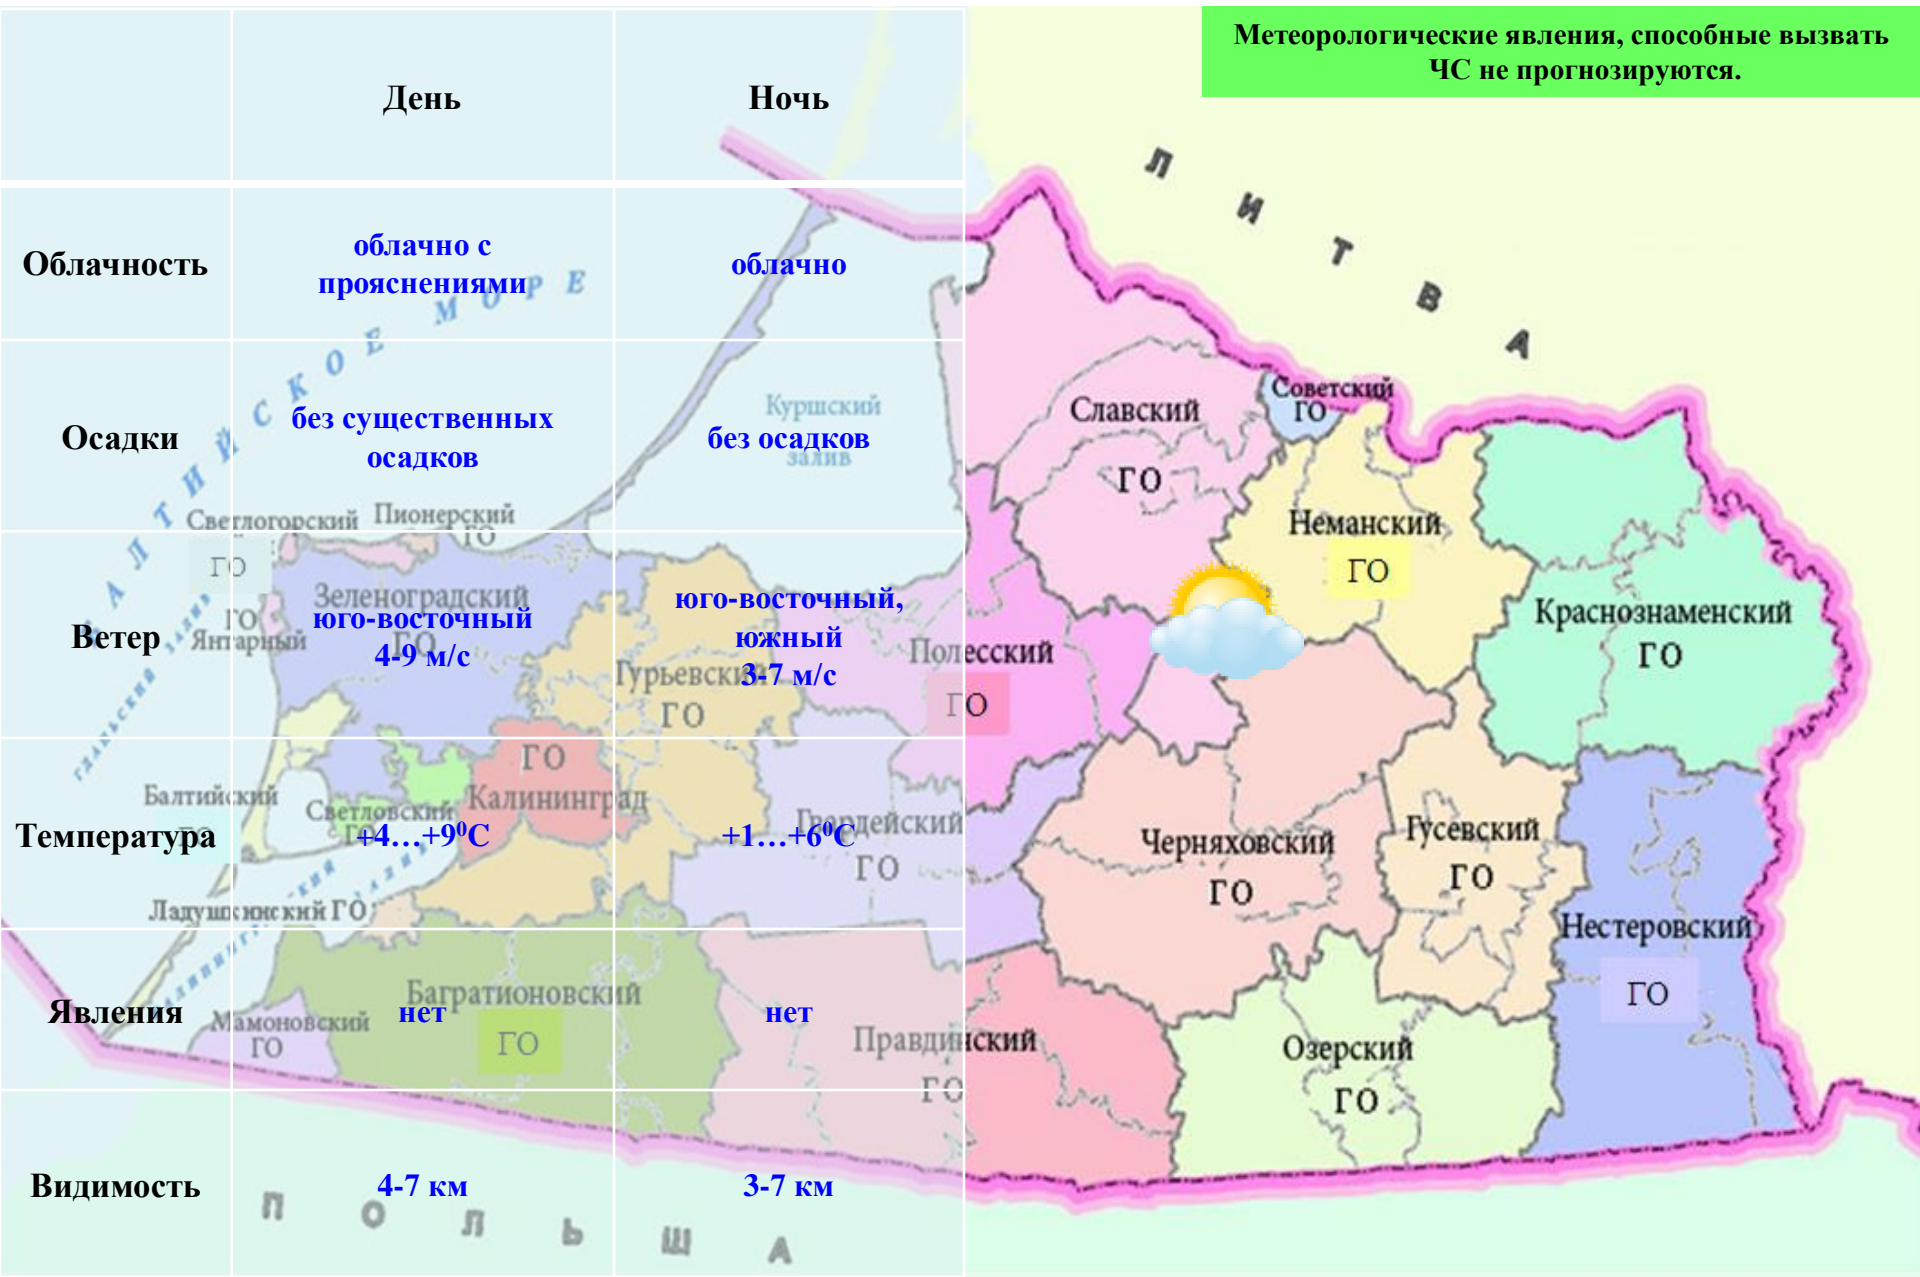 Метеорологические явления, способные вызвать
ЧС не прогнозируются.
День
Ночь
Облачность
облачно с
прояснениями
облачно
Осадки
без существенных
осадков
без осадков
Ветер
юго-восточный
4-9 м/с
юго-восточный,
южный
3-7 м/с
Температура
+4…+9⁰С
+1…+6⁰С
Явления
нет
нет
Видимость
4-7 км
3-7 км
БАЛТИЙСКОЕ МОРЕ
ЛИТВА
ПОЛЬША
Куршский
залив
Светлогорский
ГО
Пионерский
ГО
ГО
Янтарный
Зеленоградский
ГО
Гурьевский
ГО
Полесский
ГО
Славский
ГО
Советский
ГО
Неманский
ГО
Краснознаменский
ГО
Балтийский
ГО
Светловский
ГО
ГО
Калининград
Гвардейский
ГО
Черняховский
ГО
Гусевский
ГО
Нестеровский
ГО
Ладушкинский ГО
Мамоновский
ГО
Багратионовский
ГО
Правдинский
ГО
Озерский
ГО